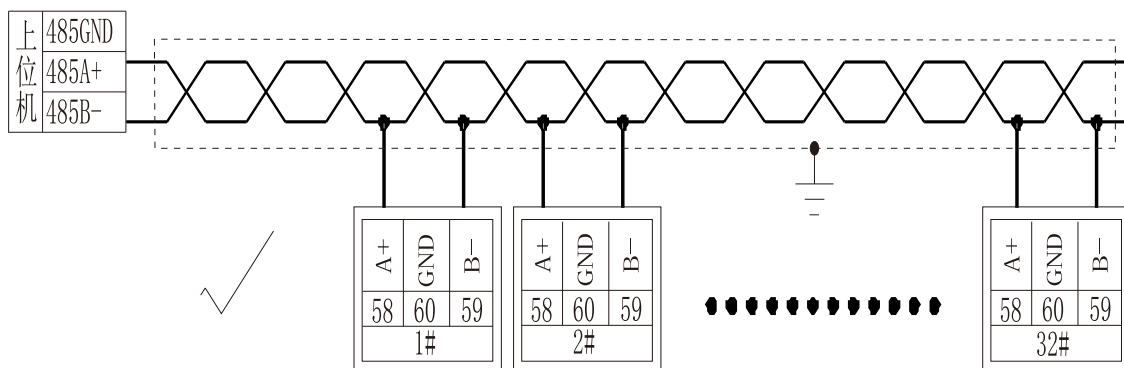 上位机
485GND
485A+
485B-
A+ GND B-
58 60 59
1#
A+ GND B-
58 60 59
2#
A+ GND B-
58 60 59
32#